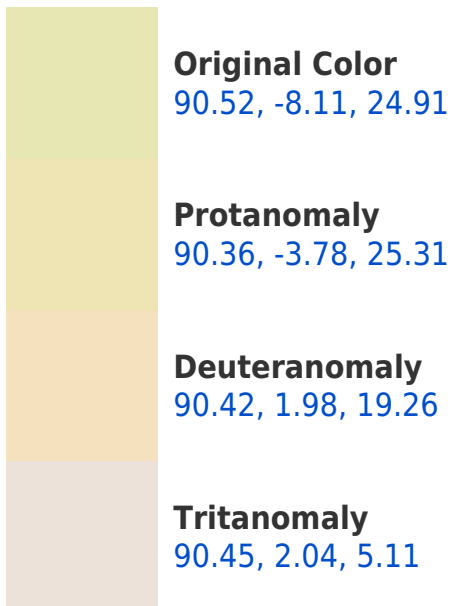 Original Color
90.52, -8.11, 24.91
Protanomaly
90.36, -3.78, 25.31
Deuteranomaly
90.42, 1.98, 19.26
Tritanomaly
90.45, 2.04, 5.11